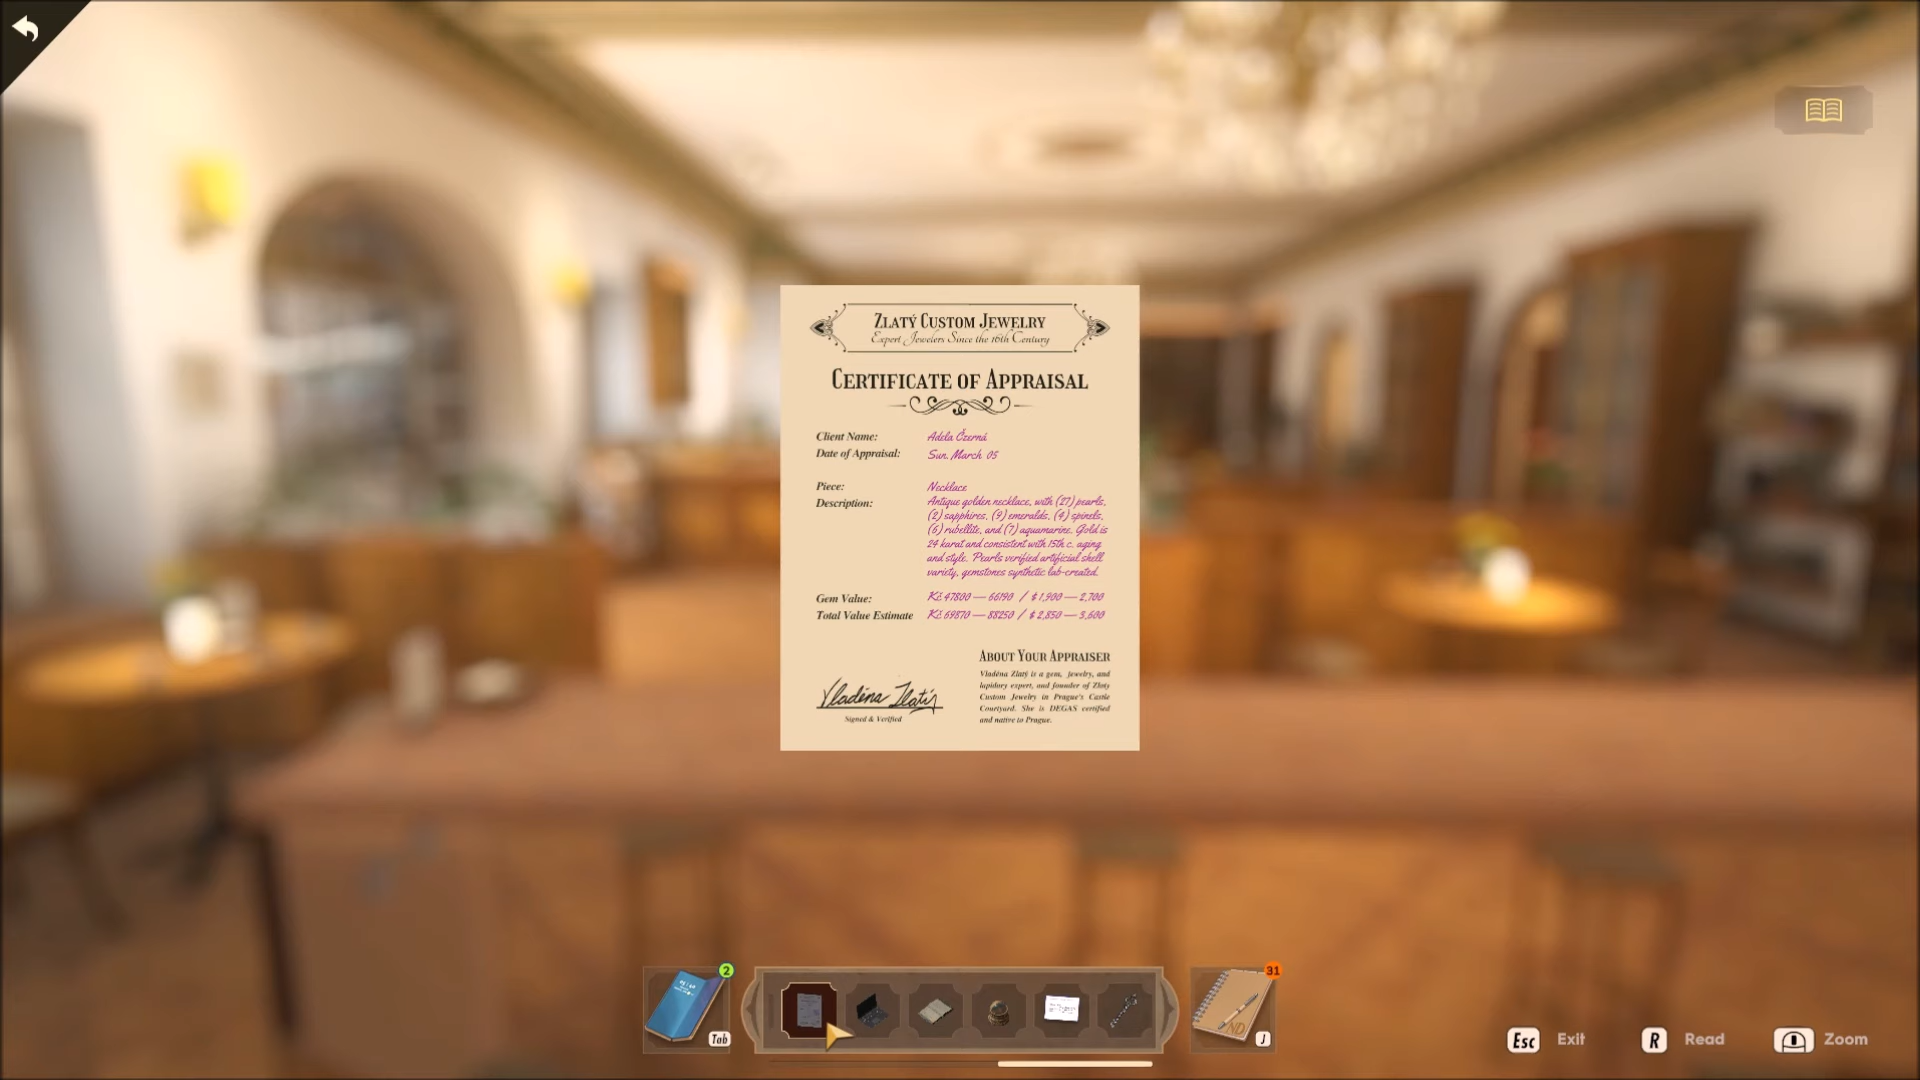 Zlatý Custom Jewelry
Expert Jewelers Since the 16th Century
Certificate of Appraisal
Client Name: Adela Čzerná
Date of Appraisal: Sun. March 05
Piece: Necklace
Description: Antique golden necklace, with (27) pearls,
(2) sapphires, (9) emeralds, (4) spinels,
(6) rubellite, and (7) aquamarine. Gold is
24 karat and consistent with 15th c. aging
and style. Pearls verified artificial shell
variety, gemstones synthetic lab-created.
Gem Value: Kč 47800 — 66190 / $ 1,900 — 2,700
Total Value Estimate Kč 69870 — 88250 / $ 2,850 — 3,600
About Your Appraiser
Vladěna Zlatý is a gem, jewelry, and
lapidary expert, and founder of Zlaty
Custom Jewelry in Prague's Castle
Courtyard. She is DEGAS certified
and native to Prague.
Vladěna Zlatý
Signed & Verified
2
Tab
31
ND
J
Esc Exit
R Read
Zoom